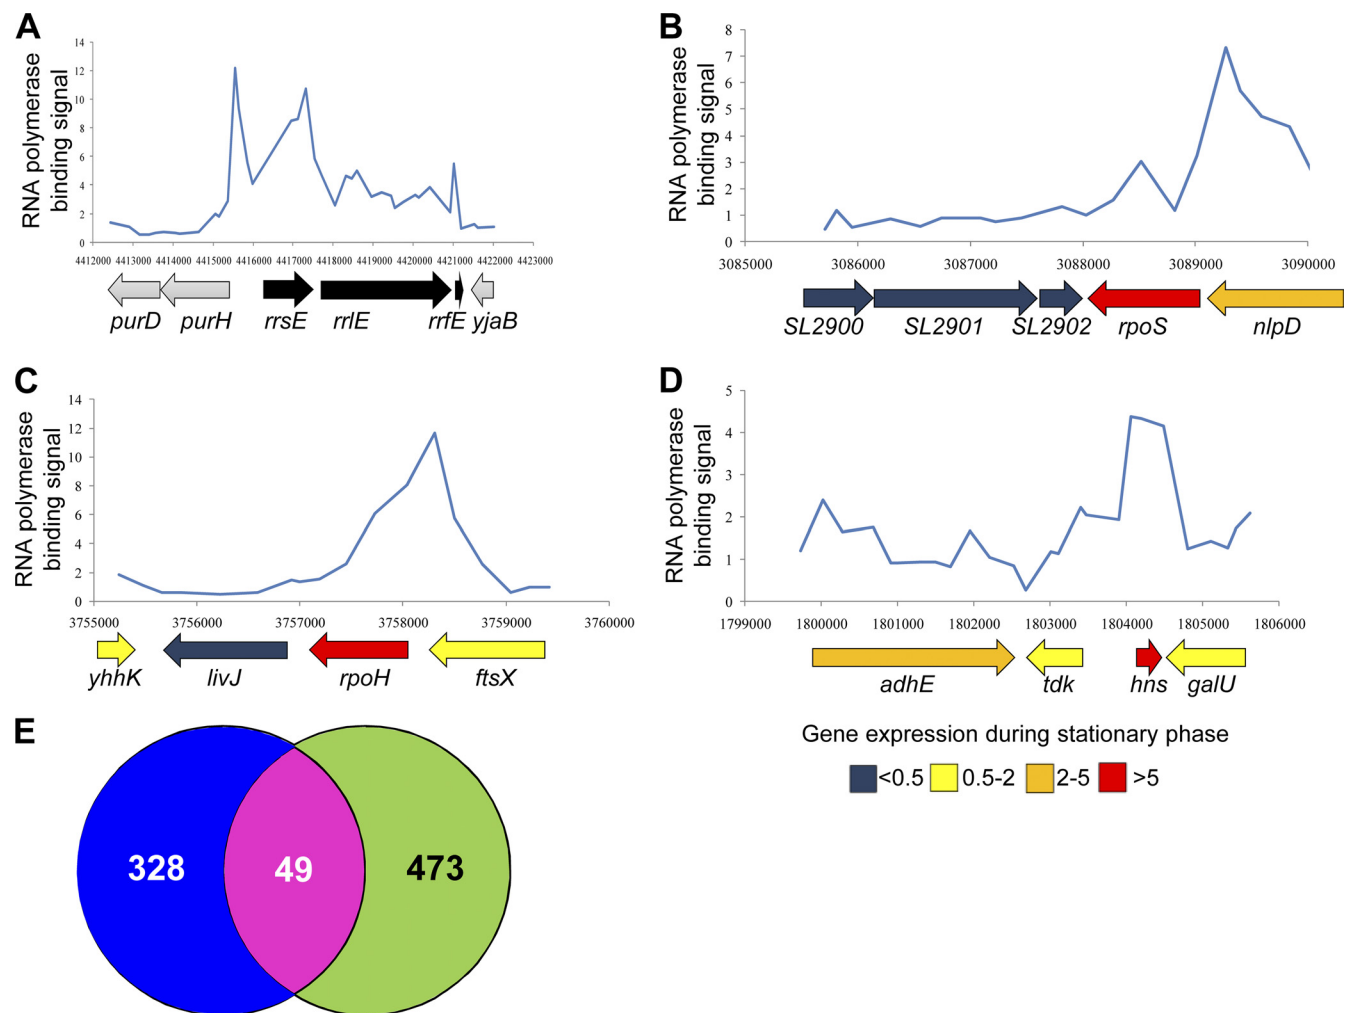 A
RNA polymerase
binding signal
14
12
10
8
6
4
2
0
4412000 4413000 4414000 4415000 4416000 4417000 4418000 4419000 4420000 4421000 4422000 4423000
purD purH rrsE rrlE rrfE yjaB
B
RNA polymerase
binding signal
8
7
6
5
4
3
2
1
0
3085000 3086000 3087000 3088000 3089000 3090000
SL2900 SL2901 SL2902 rpoS nlpD
C
RNA polymerase
binding signal
14
12
10
8
6
4
2
0
3755000 3756000 3757000 3758000 3759000 3760000
yhhK livJ rpoH ftsX
D
RNA polymerase
binding signal
5
4
3
2
1
0
1799000 1800000 1801000 1802000 1803000 1804000 1805000 1806000
adhE tdk hns galU
Gene expression during stationary phase
<0.5 0.5-2 2-5 >5
E
328 49 473